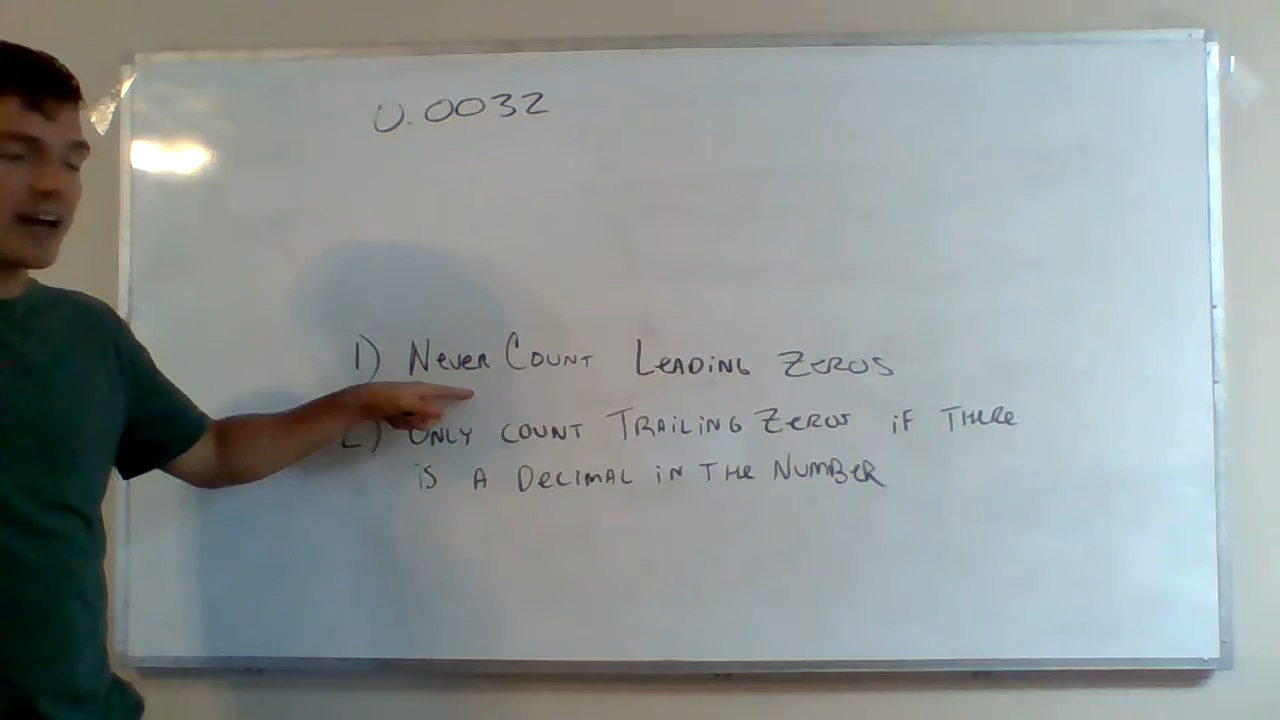 0.0032
1) Never Count Leading Zeros
2) Only count Trailing Zeros if There
is A Decimal in The Number